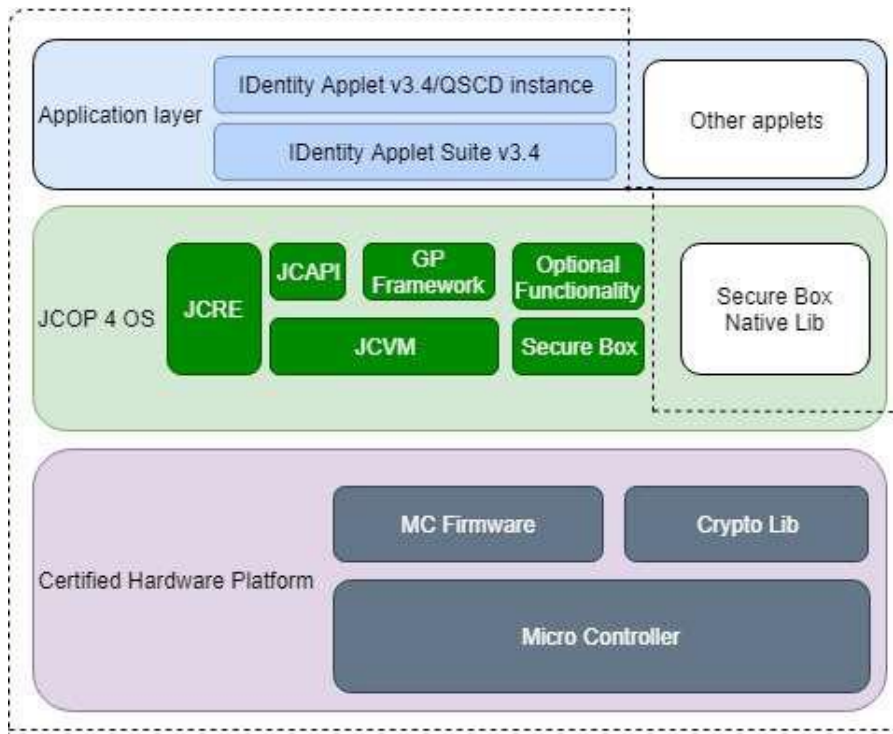 IDentity Applet v3.4/QSCD instance
Application layer
IDentity Applet Suite v3.4
Other applets
JCOP 4 OS
JCRE
JCAPI
GP
Framework
Optional
Functionality
JCVM
Secure Box
Secure Box
Native Lib
Certified Hardware Platform
MC Firmware
Crypto Lib
Micro Controller